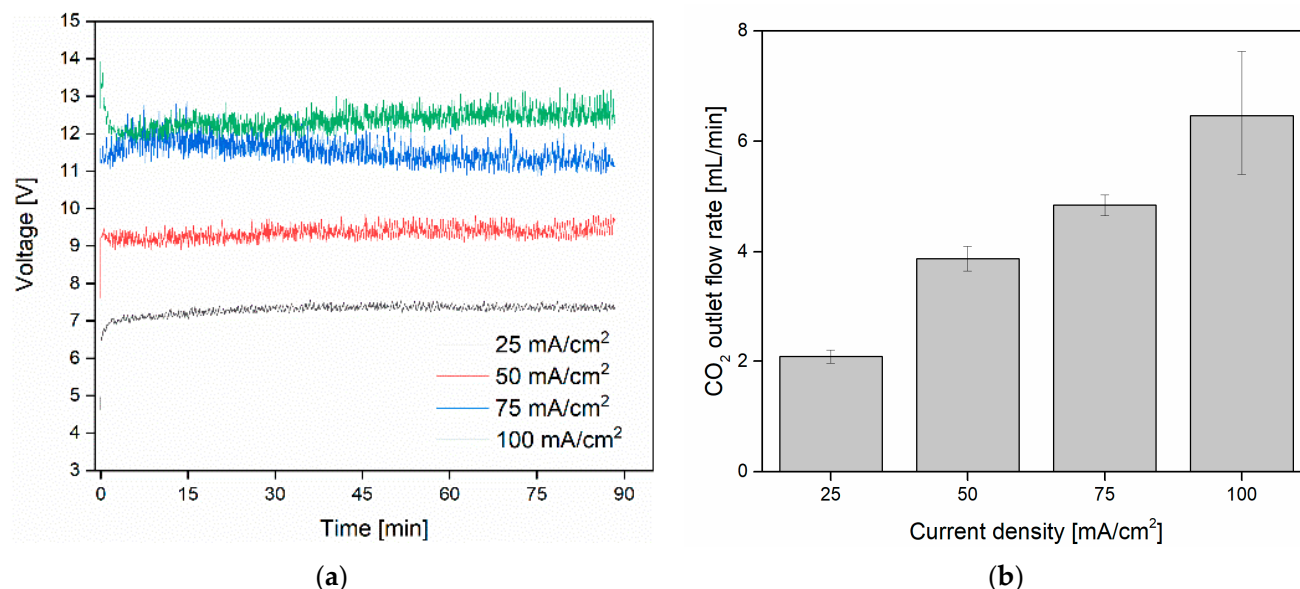 15
14
13
12
11
10
9
8
7
6
5
4
3
Voltage [V]
25 mA/cm²
50 mA/cm²
75 mA/cm²
100 mA/cm²
0 15 30 45 60 75 90
Time [min]
(a)
8
6
4
2
0
CO₂ outlet flow rate [mL/min]
25 50 75 100
Current density [mA/cm²]
(b)